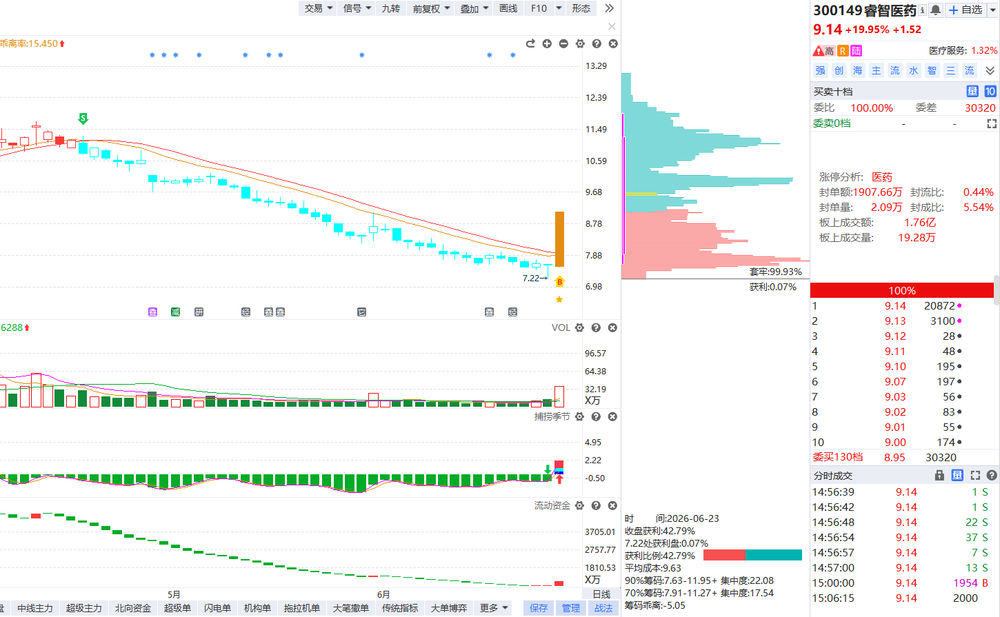 交易 信号 九转 前复权 叠加 画线 F10 形态
300149 睿智医药 自选
9.14 +19.95% +1.52
高 R 陆 医疗服务: 1.32%
强 创 海 主 流 水 智 三 流
买卖十档 量 10
委比 100.00% 委差 30320
委卖0档 - -
涨停分析: 医药
封单额:1907.66万 封流比: 0.44%
封单量: 2.09万 封成比: 5.54%
板上成交额: 1.76亿
板上成交量: 19.28万
100%
1 9.14 20872
2 9.13 3100
3 9.12 28
4 9.11 48
5 9.10 195
6 9.07 197
7 9.03 56
8 9.02 83
9 9.01 55
10 9.00 174
委买130档 8.95 30320
分时成交 量
14:56:39 9.14 1 S
14:56:42 9.14 1 S
14:56:48 9.14 22 S
14:56:54 9.14 37 S
14:56:57 9.14 7 S
14:57:00 9.14 13 S
15:00:00 9.14 1954 B
15:06:15 9.14 2000
乖离率:15.450
13.29
12.39
11.49
10.59
9.68
8.78
7.88
6.98
S
7.22→
B
减 研 经 它 经
套牢:99.93%
获利:0.07%
6288 VOL
96.57
64.38
32.19
X万
捕捞季节
4.95
2.22
-0.50
流动资金
3705.01
2757.77
1810.53
X万
5月 6月 日线
时 间:2026-06-23
收盘获利:42.79%
7.22处获利盘:0.07%
获利比例:42.79%
平均成本:9.63
90%筹码:7.63-11.95+ 集中度:22.08
70%筹码:7.91-11.27+ 集中度:17.54
筹码乖离:-5.05
盘 中线主力 超级主力 北向资金 超级单 闪电单 机构单 拖拉机单 大笔撤单 传统指标 大单博弈 更多 保存 管理 战法